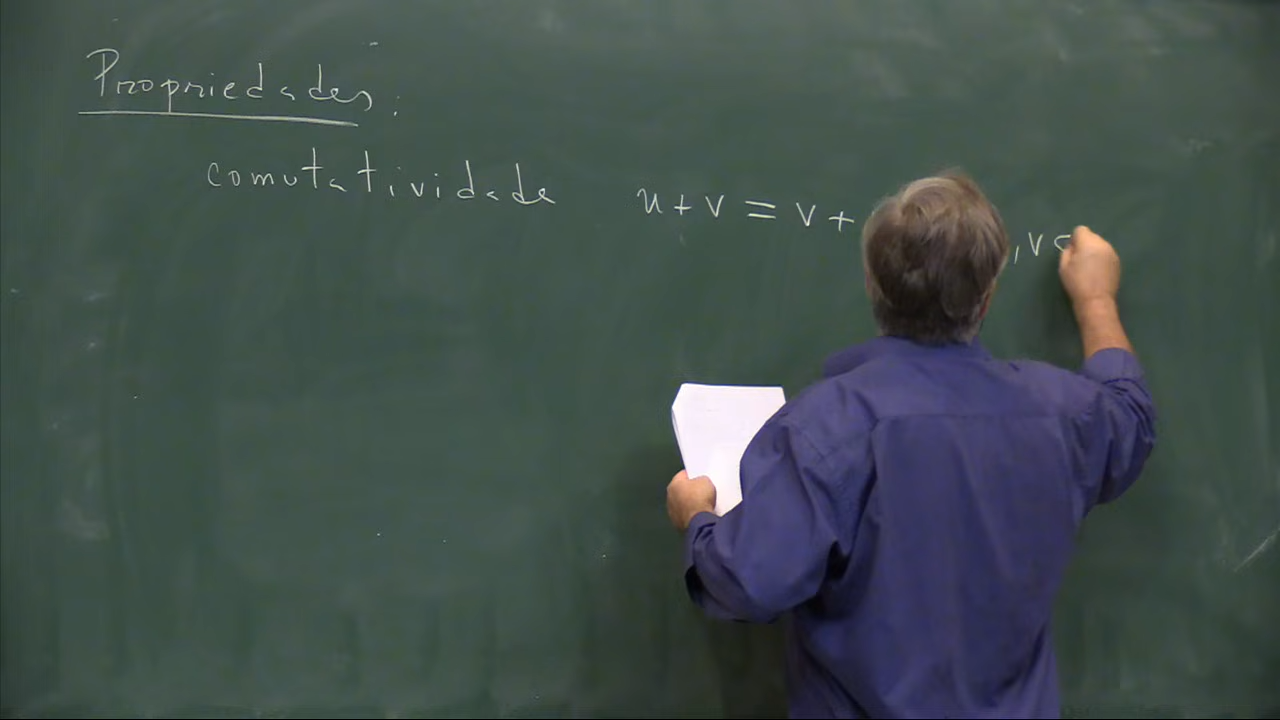 Propriedades:
comutatividade u + v = v + , v